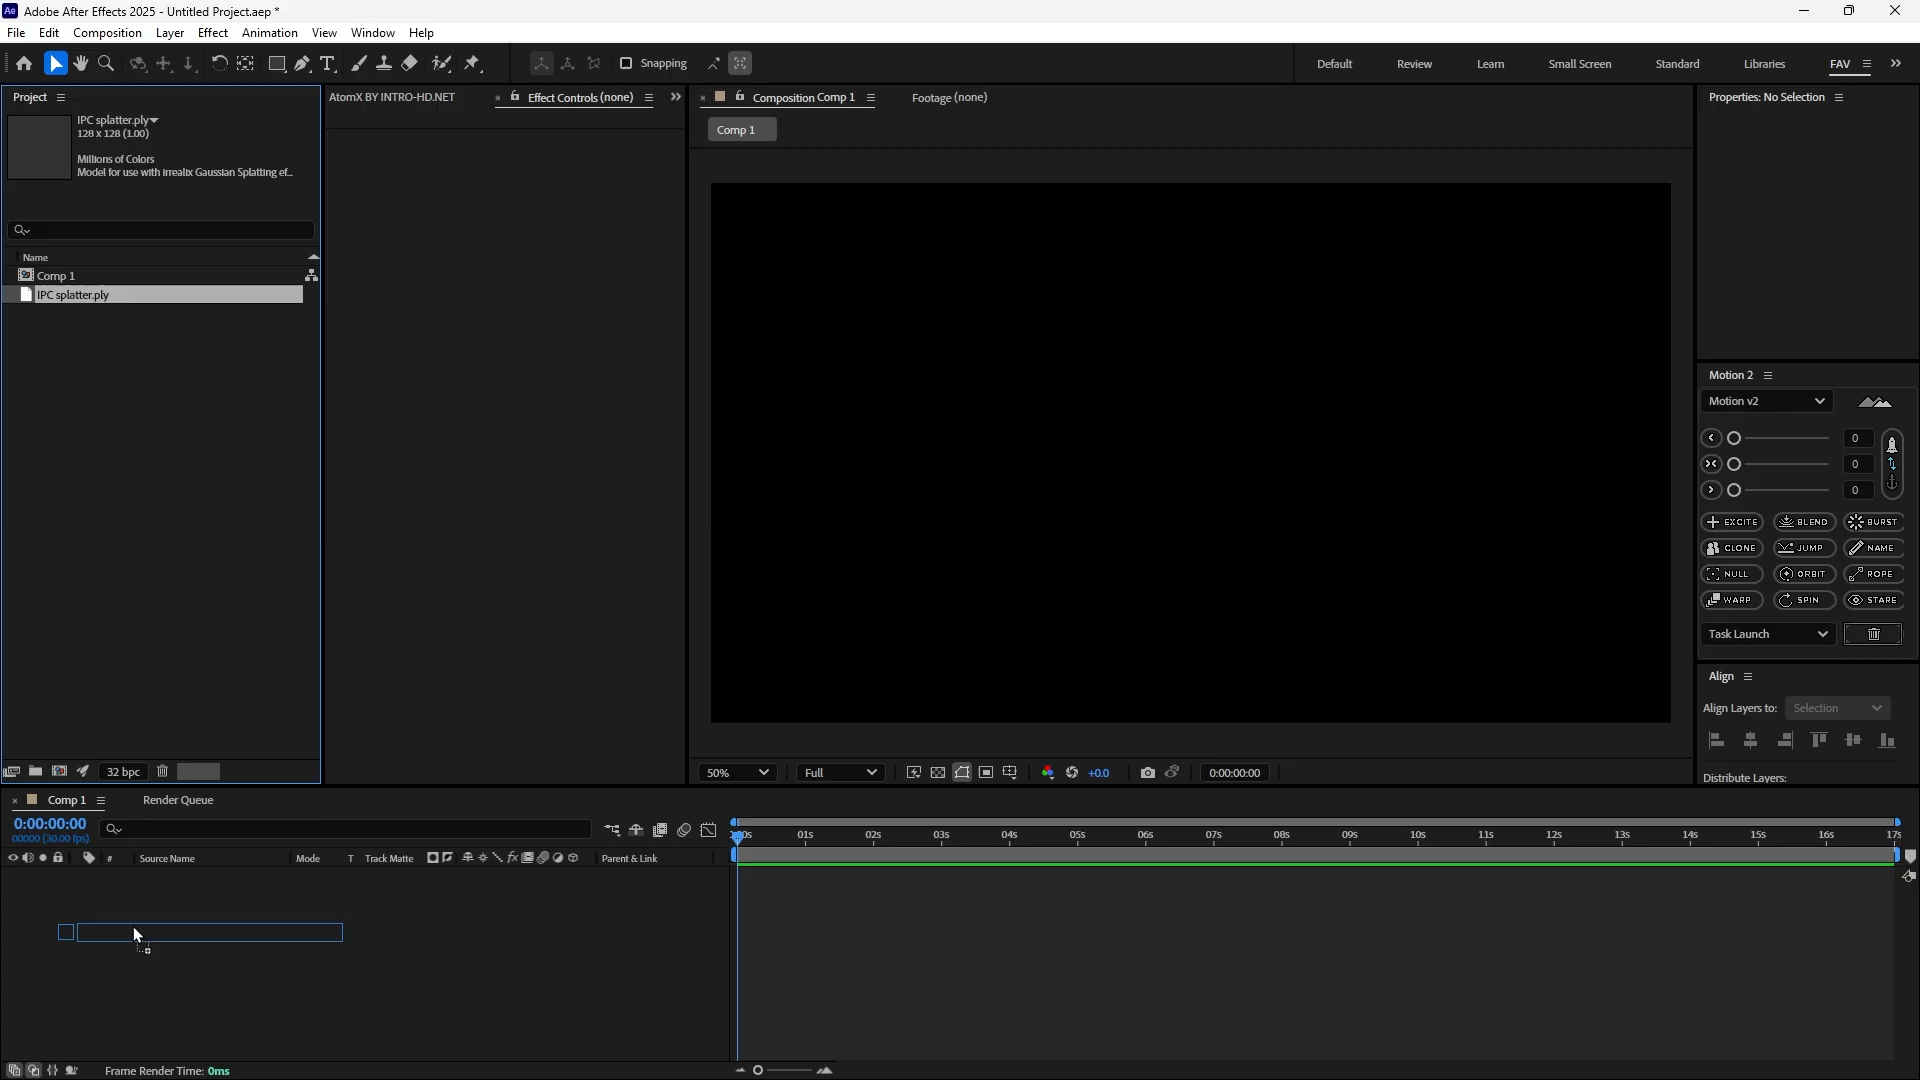 Adobe After Effects 2025 - Untitled Project.aep *
File Edit Composition Layer Effect Animation View Window Help
Snapping
Default Review Learn Small Screen Standard Libraries FAV
Project
IPC splatter.ply
128 x 128 (1.00)
Millions of Colors
Model for use with irrealix Gaussian Splatting ef...
Name
Comp 1
IPC splatter.ply
32 bpc
AtomX BY INTRO-HD.NET Effect Controls (none)
Composition Comp 1 Footage (none)
Comp 1
50% Full +0.0 0:00:00:00
Properties: No Selection
Motion 2
Motion v2
0
0
0
EXCITE BLEND BURST
CLONE JUMP NAME
NULL ORBIT ROPE
WARP SPIN STARE
Task Launch
Align
Align Layers to: Selection
Distribute Layers:
Comp 1 Render Queue
0:00:00:00
00000 (30.00 fps)
# Source Name Mode T Track Matte Parent & Link
01s 02s 03s 04s 05s 06s 07s 08s 09s 10s 11s 12s 13s 14s 15s 16s 17s
Frame Render Time: 0ms